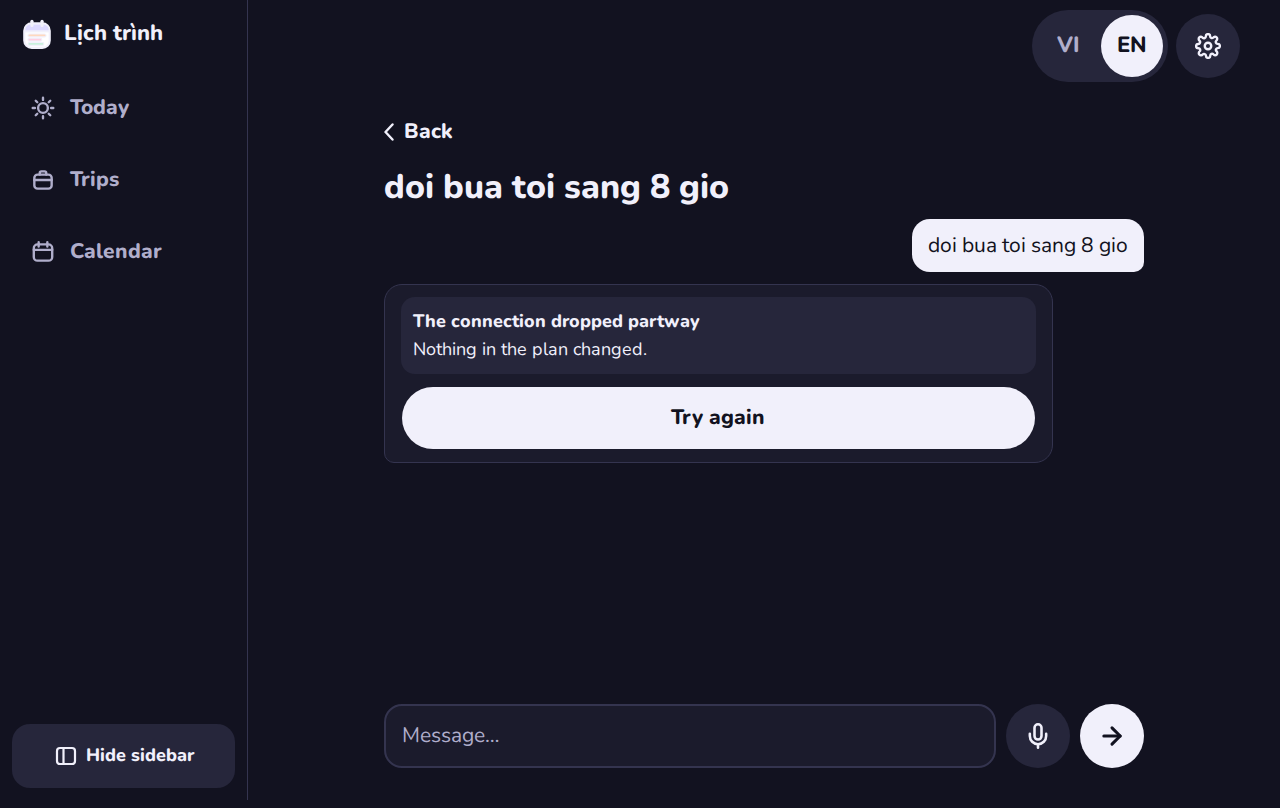 Lịch trình
VI EN
Today
Trips
Calendar
Back
doi bua toi sang 8 gio
doi bua toi sang 8 gio
The connection dropped partway
Nothing in the plan changed.
Try again
Message...
Hide sidebar